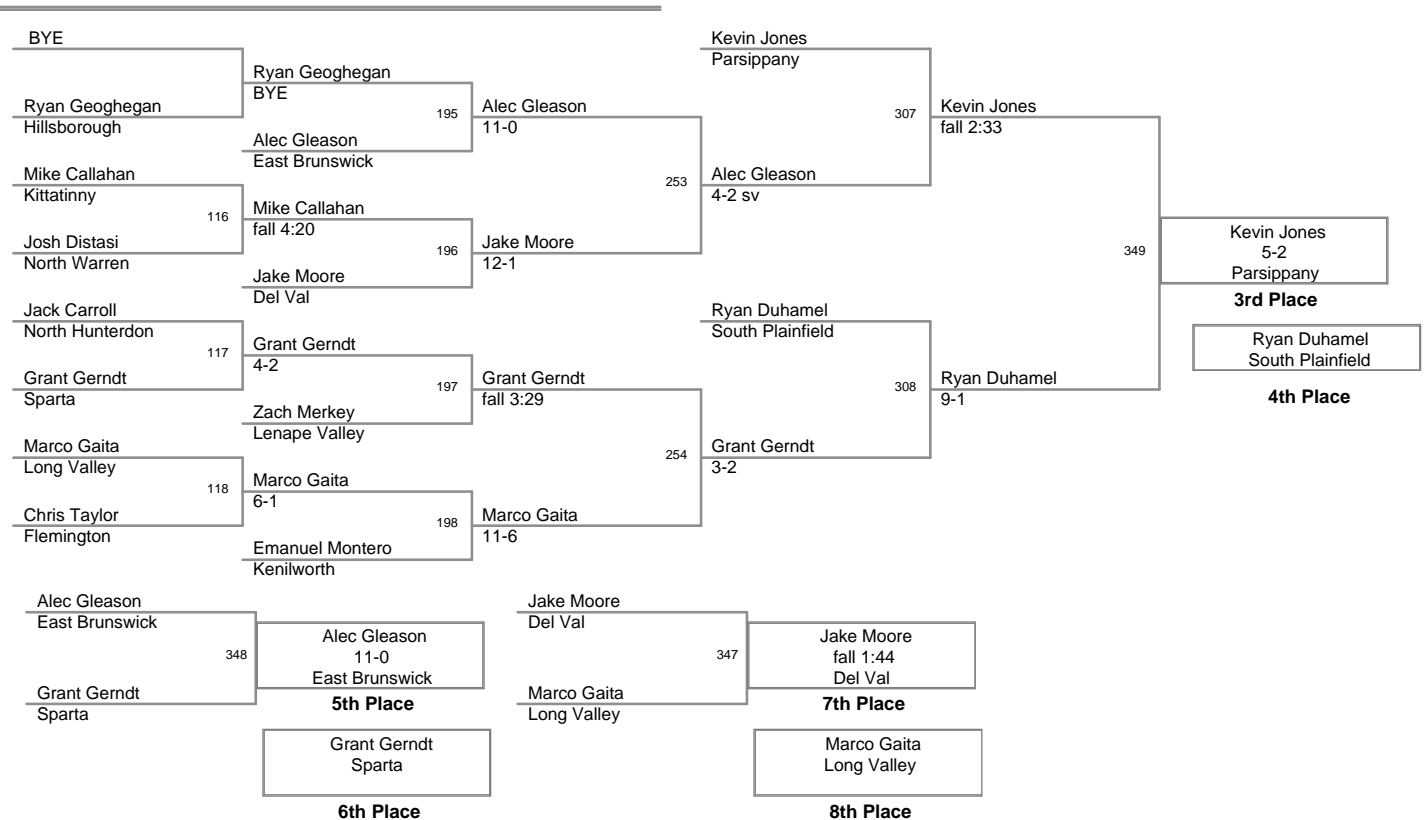 BYE
Ryan Geoghegan
Hillsborough
Mike Callahan
Kittatinny
116
Josh Distasi
North Warren
Jack Carroll
North Hunterdon
117
Grant Gerndt
Sparta
Marco Gaita
Long Valley
118
Chris Taylor
Flemington
Ryan Geoghegan
BYE
195
Alec Gleason
East Brunswick
Mike Callahan
fall 4:20
196
Jake Moore
Del Val
Grant Gerndt
4-2
197
Zach Merkey
Lenape Valley
Marco Gaita
6-1
198
Emanuel Montero
Kenilworth
Alec Gleason
11-0
253
Jake Moore
12-1
Grant Gerndt
fall 3:29
254
Marco Gaita
11-6
Kevin Jones
Parsippany
307
Alec Gleason
4-2 sv
Ryan Duhamel
South Plainfield
308
Grant Gerndt
3-2
Kevin Jones
fall 2:33
349
Ryan Duhamel
9-1
Kevin Jones
5-2
Parsippany
3rd Place
Ryan Duhamel
South Plainfield
4th Place
Alec Gleason
East Brunswick
348
Grant Gerndt
Sparta
Alec Gleason
11-0
East Brunswick
5th Place
Grant Gerndt
Sparta
6th Place
Jake Moore
Del Val
347
Marco Gaita
Long Valley
Jake Moore
fall 1:44
Del Val
7th Place
Marco Gaita
Long Valley
8th Place